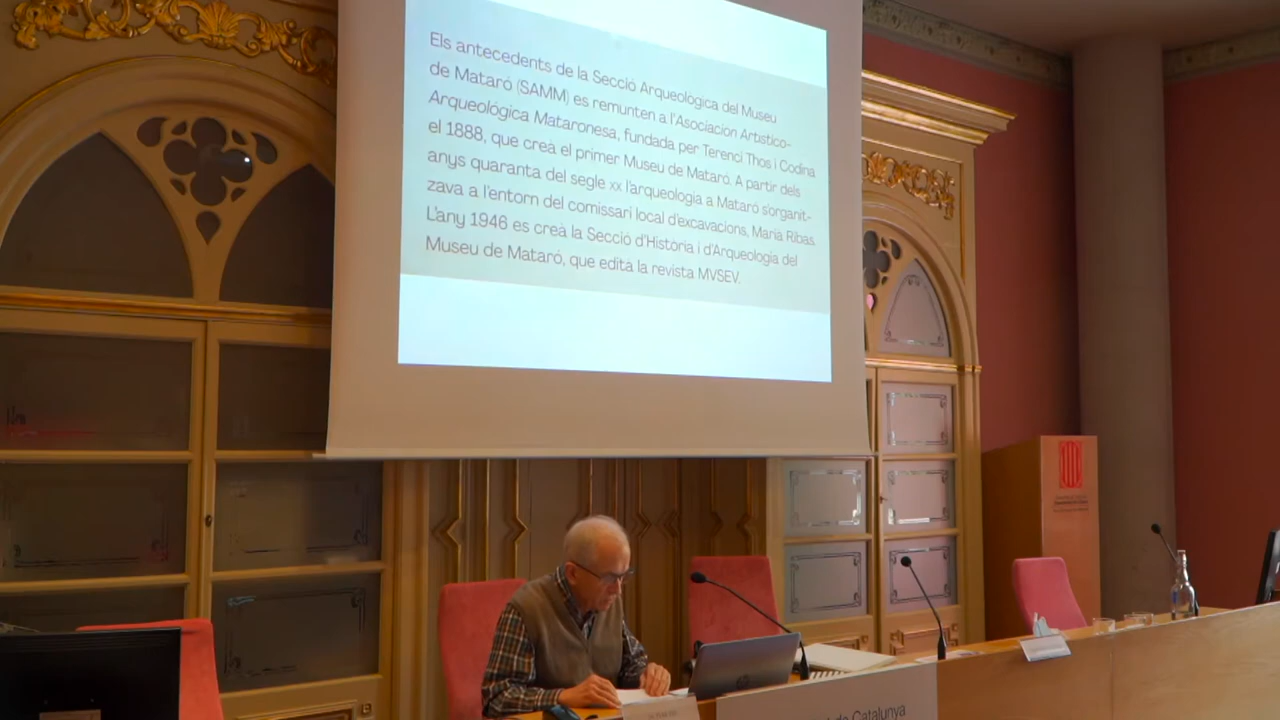 Els antecedents de la Secció Arqueològica del Museu
de Mataró (SAMM) es remunten a l'Asociacion Artistico-
Arqueológica Mataronesa, fundada per Terenci Thos i Codina
el 1888, que creà el primer Museu de Mataró. A partir dels
anys quaranta del segle xx l'arqueologia a Mataró s'organit-
zava a l'entorn del comissari local d'excavacions, Marià Ribas.
L'any 1946 es creà la Secció d'Història i d'Arqueologia del
Museu de Mataró, que edità la revista MVSEV.
de Catalunya